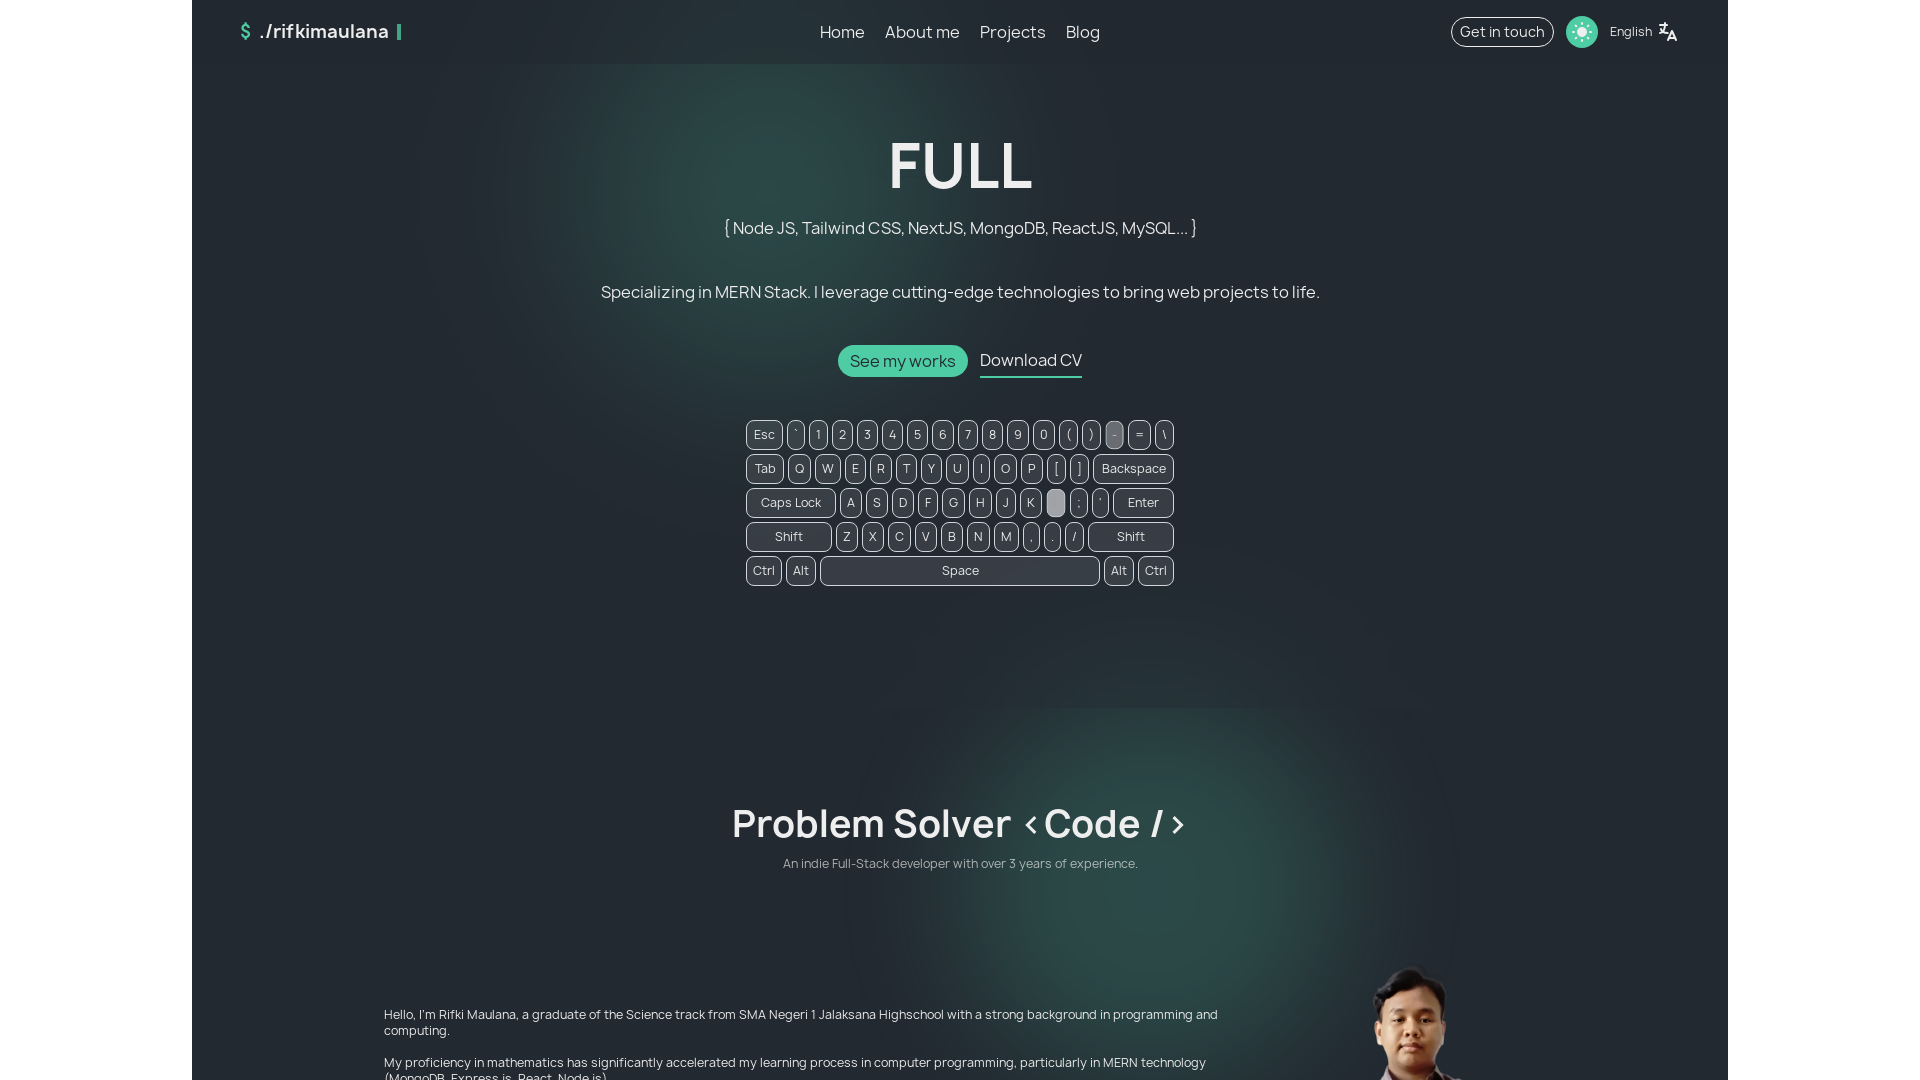 $ ./rifkimaulana
Home About me Projects Blog
Get in touch
English
FULL
{ Node JS, Tailwind CSS, NextJS, MongoDB, ReactJS, MySQL... }
Specializing in MERN Stack. I leverage cutting-edge technologies to bring web projects to life.
See my works Download CV
Esc ` 1 2 3 4 5 6 7 8 9 0 ( ) - = \
Tab Q W E R T Y U I O P [ ] Backspace
Caps Lock A S D F G H J K ; ' Enter
Shift Z X C V B N M , . / Shift
Ctrl Alt Space Alt Ctrl
Problem Solver <Code />
An indie Full-Stack developer with over 3 years of experience.
Hello, I'm Rifki Maulana, a graduate of the Science track from SMA Negeri 1 Jalaksana Highschool with a strong background in programming and
computing.
My proficiency in mathematics has significantly accelerated my learning process in computer programming, particularly in MERN technology
(MongoDB, Express.js, React, Node.js).